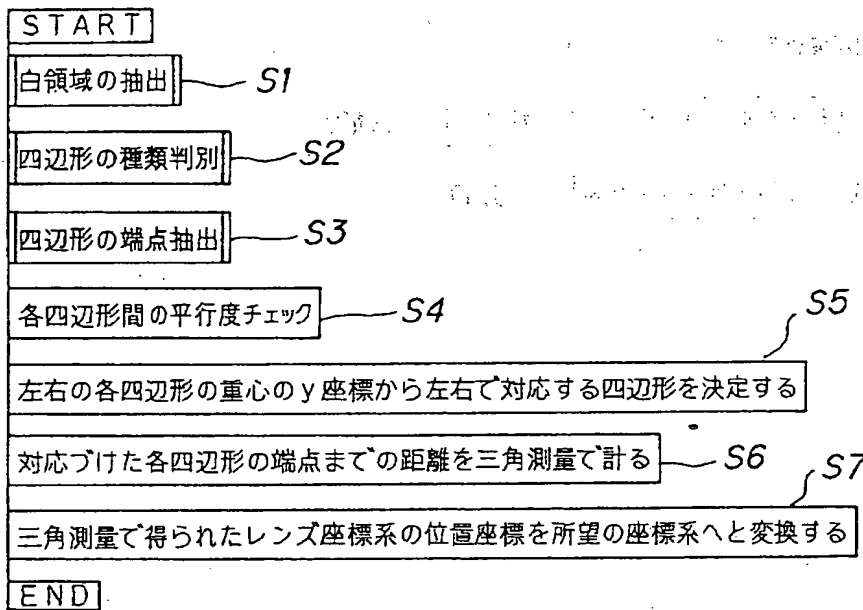 START
白領域の抽出 S1
四辺形の種類判別 S2
四辺形の端点抽出 S3
各四辺形間の平行度チェック S4
S5
左右の各四辺形の重心のy座標から左右で対応する四辺形を決定する
対応づけた各四辺形の端点までの距離を三角測量で計る S6
S7
三角測量で得られたレンズ座標系の位置座標を所望の座標系へと変換する
END